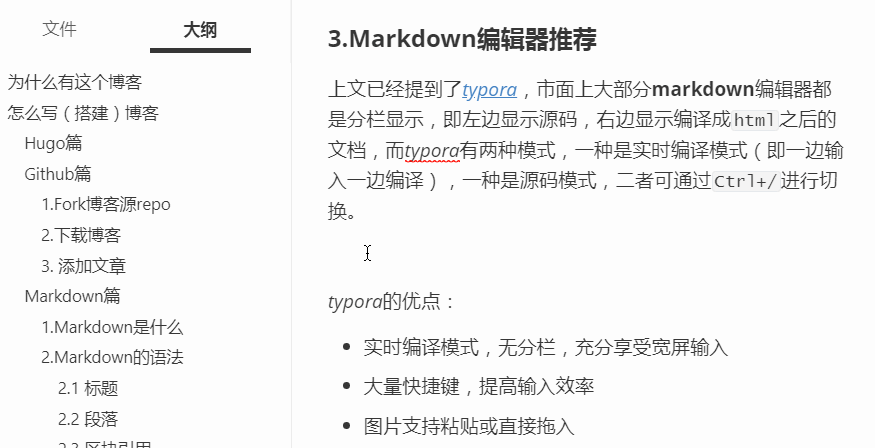 文件
大纲
为什么有这个博客
怎么写（搭建）博客
Hugo篇
Github篇
1.Fork博客源repo
2.下载博客
3. 添加文章
Markdown篇
1.Markdown是什么
2.Markdown的语法
2.1 标题
2.2 段落
2.3 区块引用
3.Markdown编辑器推荐
上文已经提到了typora，市面上大部分markdown编辑器都
是分栏显示，即左边显示源码，右边显示编译成html之后的
文档，而typora有两种模式，一种是实时编译模式（即一边输
入一边编译），一种是源码模式，二者可通过Ctrl+/进行切
换。
typora的优点：
实时编译模式，无分栏，充分享受宽屏输入
大量快捷键，提高输入效率
图片支持粘贴或直接拖入